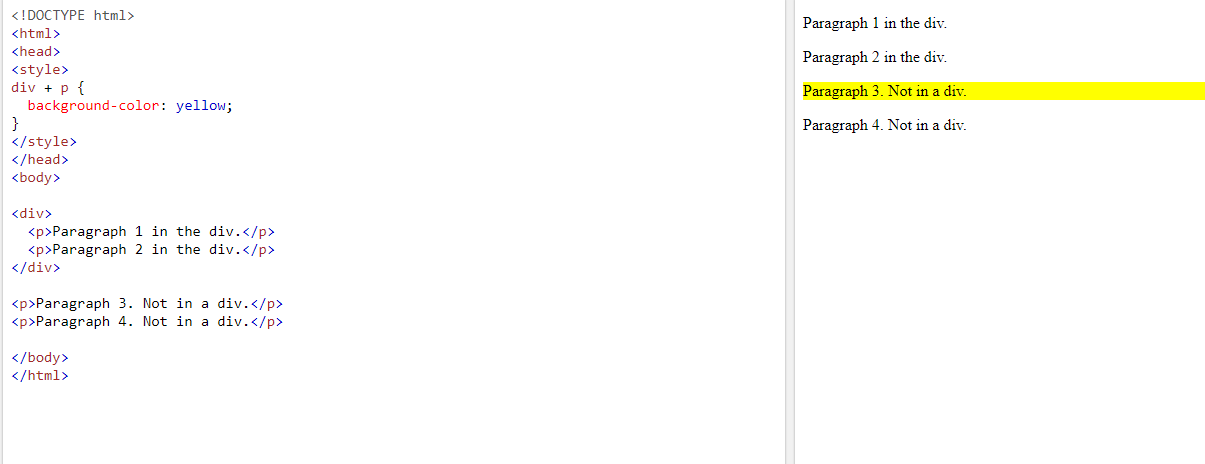 <!DOCTYPE html>
<html>
<head>
<style>
div + p {
  background-color: yellow;
}
</style>
</head>
<body>

<div>
  <p>Paragraph 1 in the div.</p>
  <p>Paragraph 2 in the div.</p>
</div>

<p>Paragraph 3. Not in a div.</p>
<p>Paragraph 4. Not in a div.</p>

</body>
</html>

Paragraph 1 in the div.
Paragraph 2 in the div.
Paragraph 3. Not in a div.
Paragraph 4. Not in a div.